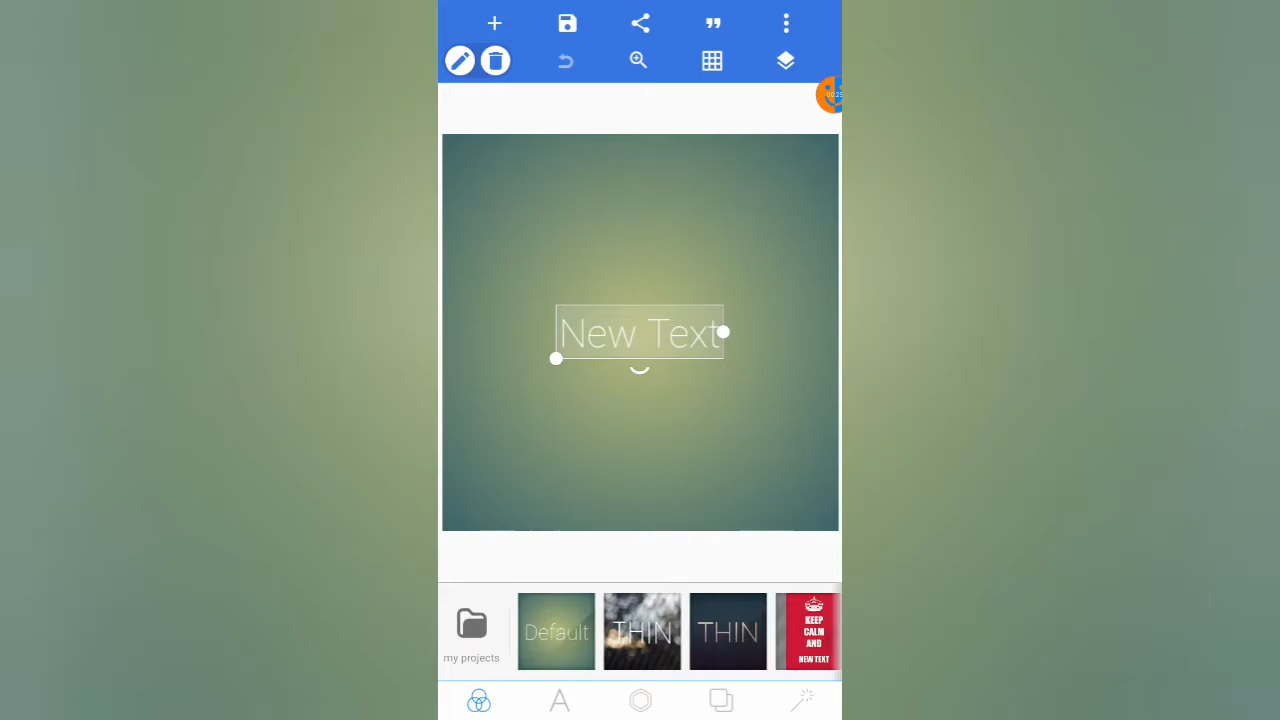 New Text
my projects
Default
THIN
THIN
KEEP
CALM
AND
NEW TEXT